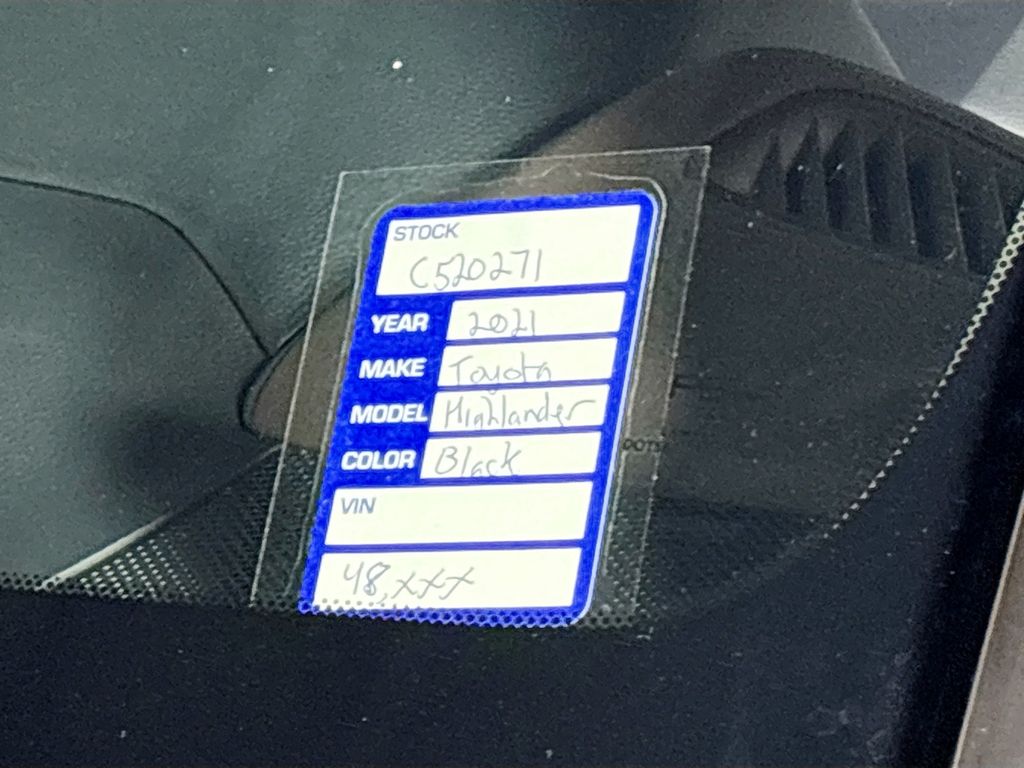 STOCK
C520271
YEAR 2021
MAKE Toyota
MODEL Highlander
COLOR Black
VIN
48,xxx